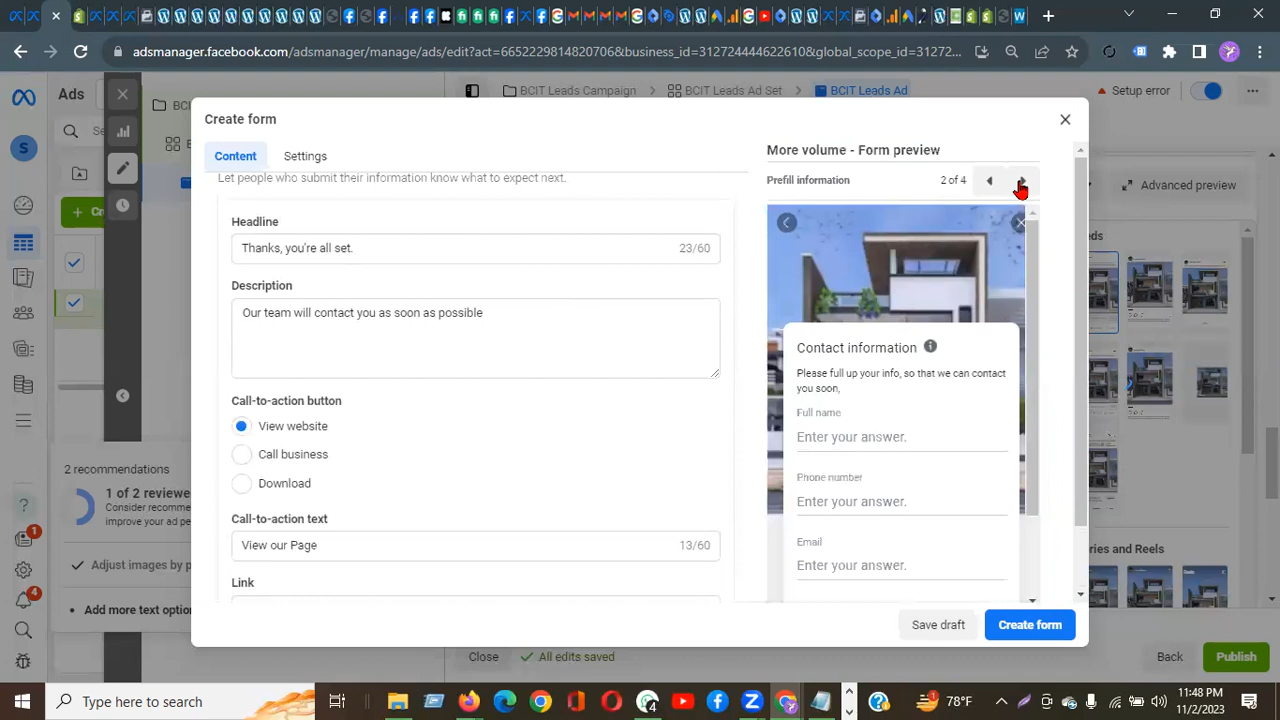 adsmanager.facebook.com/adsmanager/manage/ads/edit?act=6652229814820706&business_id=3127244446226610&global_scope_id=31272...
Ads
BCIT Leads Campaign
BCIT Leads Ad Set
BCIT Leads Ad
Setup error
Create form
Content
Settings
Let people who submit their information know what to expect next.
More volume - Form preview
Prefill information
2 of 4
Advanced preview
Headline
Thanks, you're all set.
23/60
Description
Our team will contact you as soon as possible
Call-to-action button
View website
Call business
Download
Call-to-action text
View our Page
13/60
Link
Contact information
Please full up your info, so that we can contact
you soon,
Full name
Enter your answer.
Phone number
Enter your answer.
Email
Enter your answer.
Save draft
Create form
2 recommendations
1 of 2 reviewe
Consider recomme
improve your ad pe
Adjust images by p
Add more text option
eds
eries and Reels
Close
All edits saved
Back
Publish
Type here to search
78°F
11:48 PM
11/2/2023